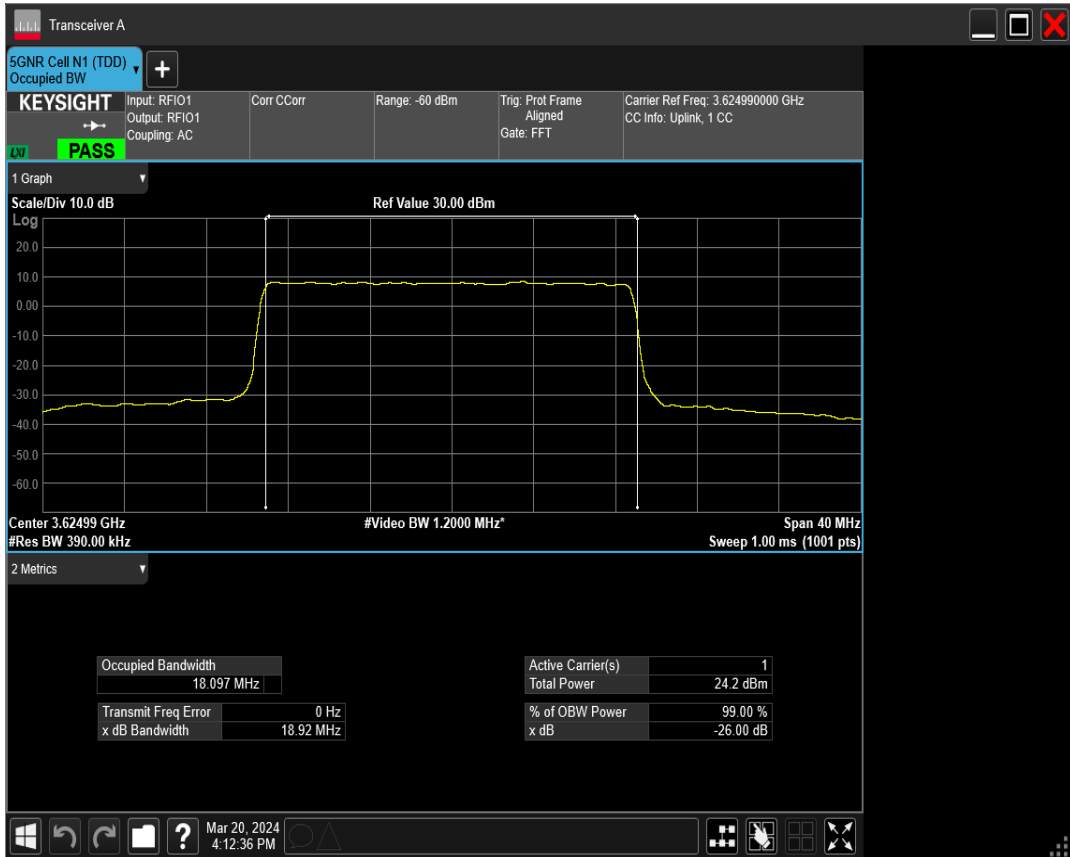 Transceiver A
5GNR Cell N1 (TDD)
Occupied BW
KEYSIGHT
LXI
PASS
Input: RFIO1
Output: RFIO1
Coupling: AC
Corr CCorr
Range: -60 dBm
Trig: Prot Frame
Aligned
Gate: FFT
Carrier Ref Freq: 3.624990000 GHz
CC Info: Uplink, 1 CC
1 Graph
Scale/Div 10.0 dB
Ref Value 30.00 dBm
Log
20.0
10.0
0.00
-10.0
-20.0
-30.0
-40.0
-50.0
-60.0
Center 3.62499 GHz
#Video BW 1.2000 MHz*
Span 40 MHz
#Res BW 390.00 kHz
Sweep 1.00 ms (1001 pts)
2 Metrics
Occupied Bandwidth
18.097 MHz
Transmit Freq Error 0 Hz
x dB Bandwidth 18.92 MHz
Active Carrier(s) 1
Total Power 24.2 dBm
% of OBW Power 99.00 %
x dB -26.00 dB
?
Mar 20, 2024
4:12:36 PM